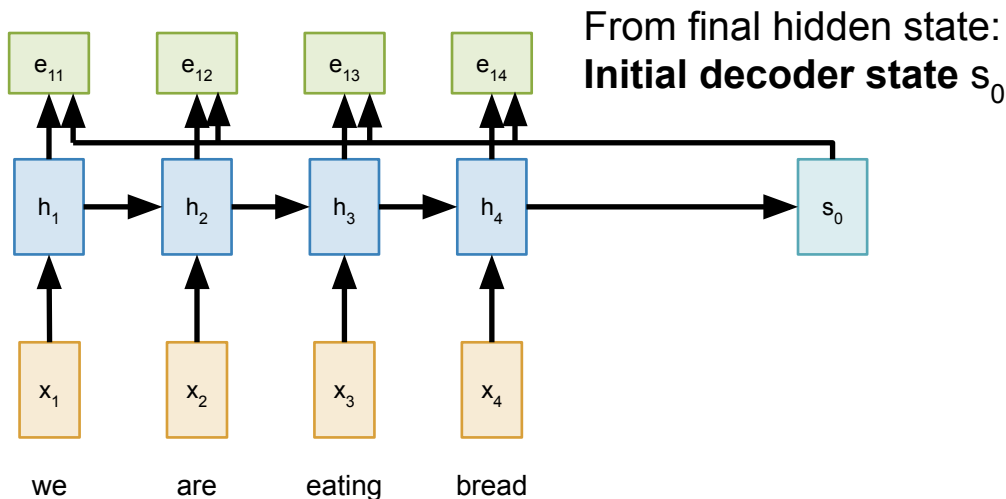 From final hidden state:
Initial decoder state s₀
e₁₁ e₁₂ e₁₃ e₁₄
h₁ h₂ h₃ h₄ s₀
x₁ x₂ x₃ x₄
we are eating bread